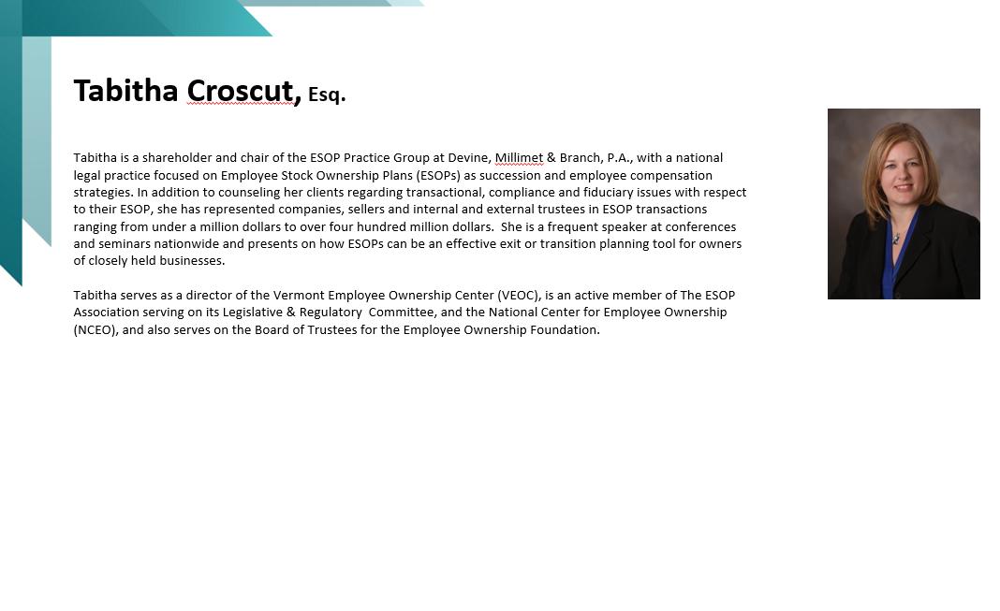 Tabitha Croscut, Esq.
Tabitha is a shareholder and chair of the ESOP Practice Group at Devine, Millimet & Branch, P.A., with a national
legal practice focused on Employee Stock Ownership Plans (ESOPs) as succession and employee compensation
strategies. In addition to counseling her clients regarding transactional, compliance and fiduciary issues with respect
to their ESOP, she has represented companies, sellers and internal and external trustees in ESOP transactions
ranging from under a million dollars to over four hundred million dollars.  She is a frequent speaker at conferences
and seminars nationwide and presents on how ESOPs can be an effective exit or transition planning tool for owners
of closely held businesses.
Tabitha serves as a director of the Vermont Employee Ownership Center (VEOC), is an active member of The ESOP
Association serving on its Legislative & Regulatory  Committee, and the National Center for Employee Ownership
(NCEO), and also serves on the Board of Trustees for the Employee Ownership Foundation.